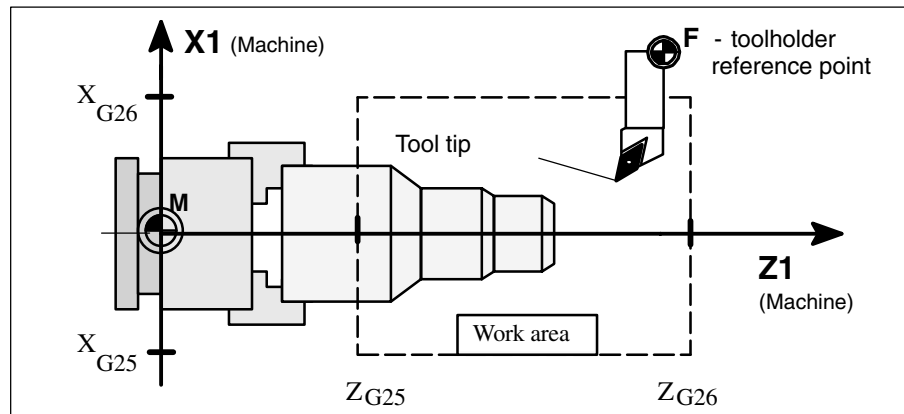 X1 (Machine)
F - toolholder
reference point
X G26
Tool tip
M
Z1
(Machine)
Work area
X G25
Z G25
Z G26